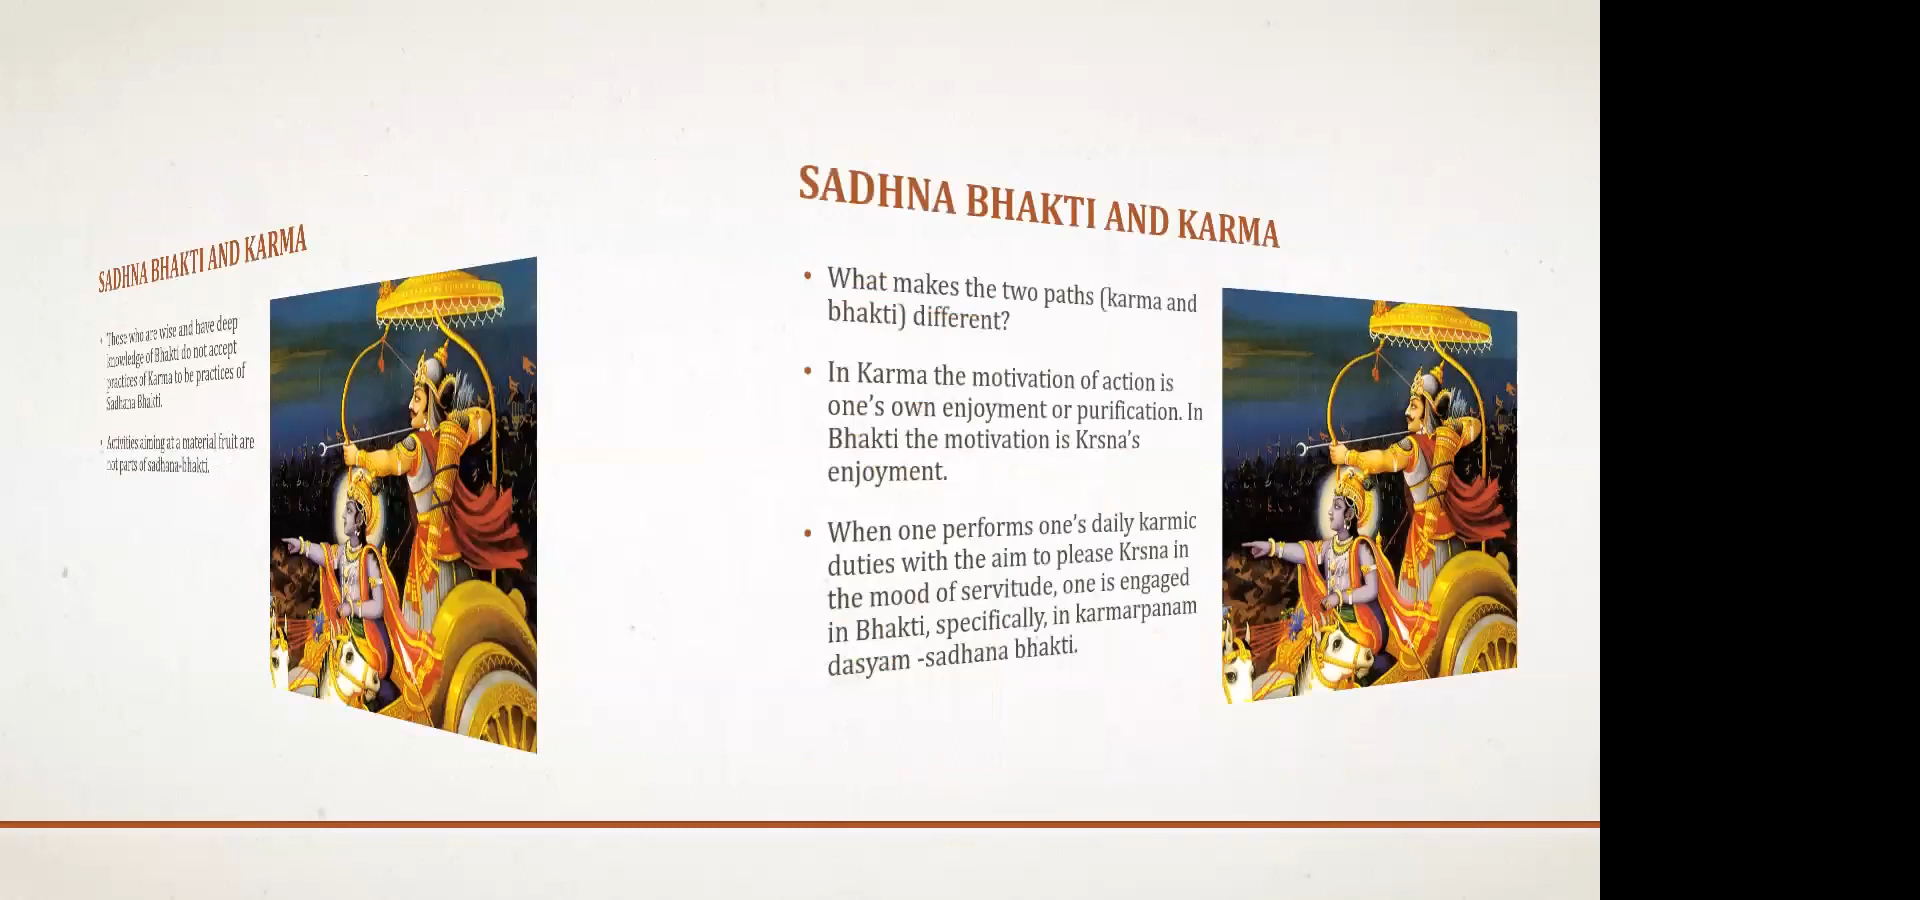 SADHNA BHAKTI AND KARMA
• Those who are wise and have deep
knowledge of Bhakti do not accept
practices of Karma to be practices of
Sadhana Bhakti.
• Activities aiming at a material fruit are
not parts of sadhana-bhakti.
SADHNA BHAKTI AND KARMA
• What makes the two paths (karma and
bhakti) different?
• In Karma the motivation of action is
one’s own enjoyment or purification. In
Bhakti the motivation is Krsna’s
enjoyment.
• When one performs one’s daily karmic
duties with the aim to please Krsna in
the mood of servitude, one is engaged
in Bhakti, specifically, in karmarpanam
dasyam -sadhana bhakti.